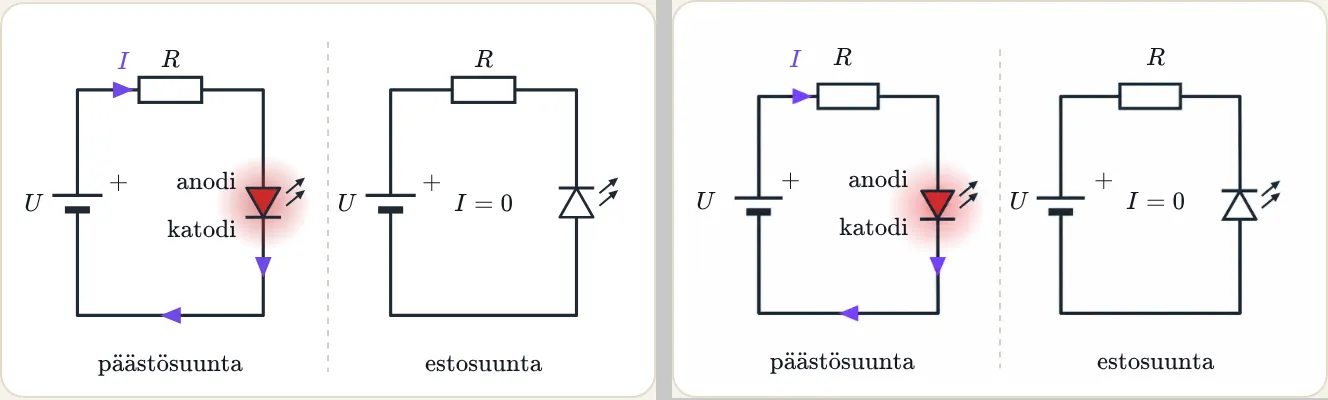 I R
R
U +
anodi
katodi
U +
I = 0
päästösuunta
estosuunta
I R
R
U +
anodi
katodi
U +
I = 0
päästösuunta
estosuunta